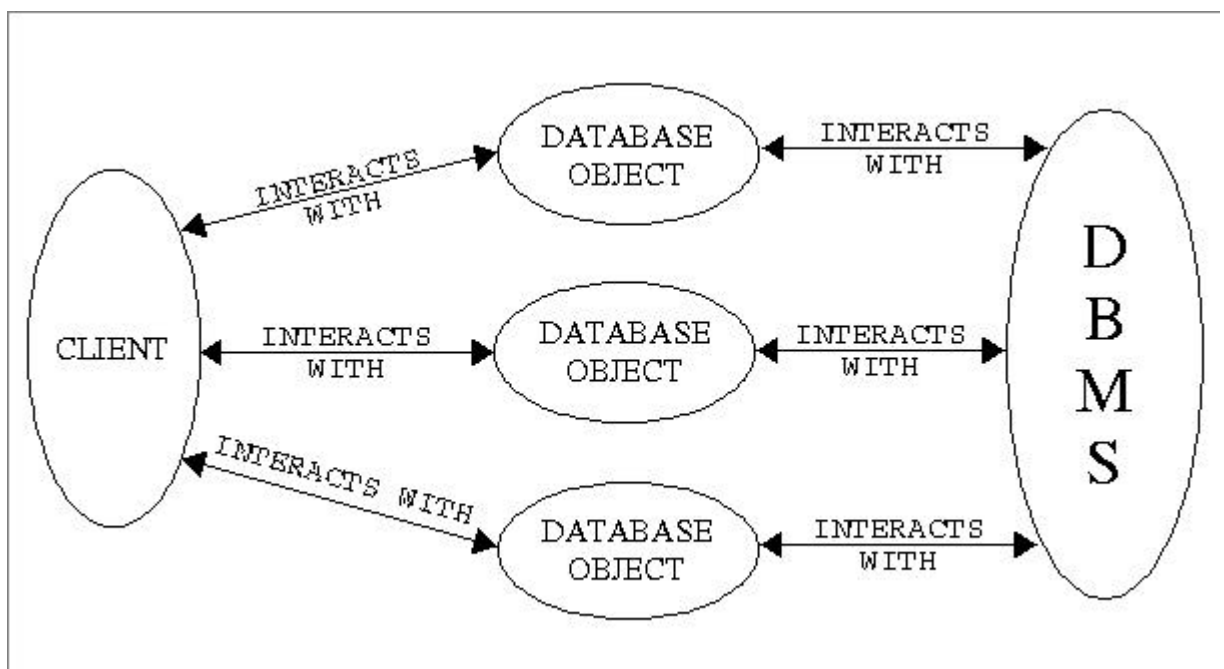 DATABASE
OBJECT
INTERACTS
WITH
INTERACTS
WITH
CLIENT
INTERACTS
WITH
DATABASE
OBJECT
INTERACTS
WITH
D
B
M
S
INTERACTS WITH
DATABASE
OBJECT
INTERACTS
WITH